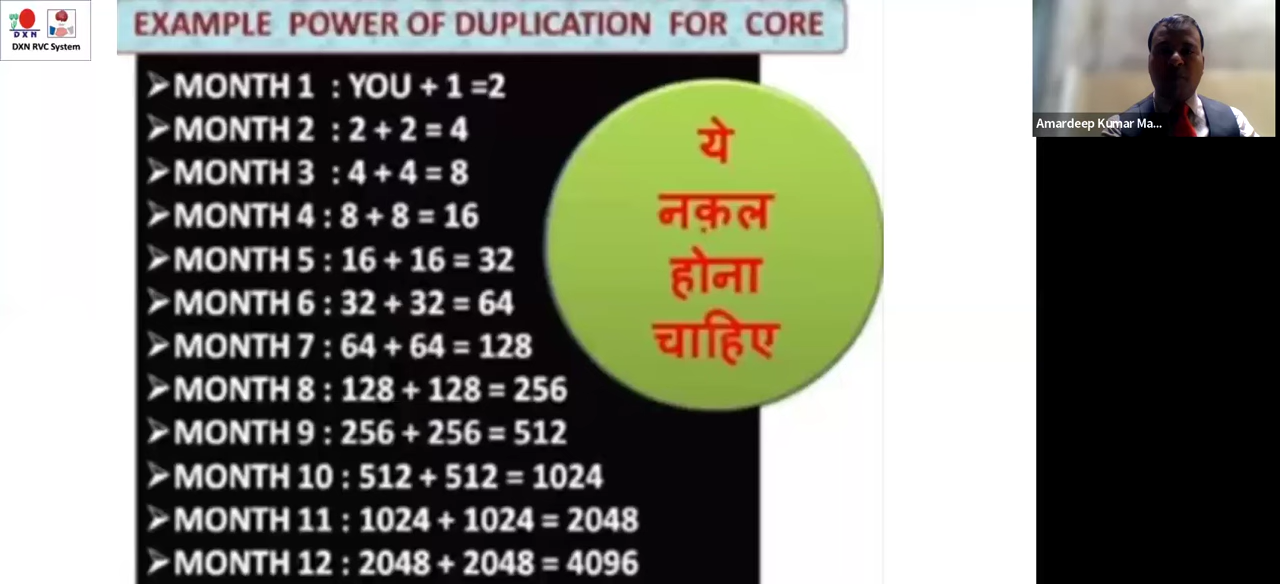 DXN
DXN RVC System
EXAMPLE POWER OF DUPLICATION FOR CORE
➢MONTH 1 : YOU + 1 =2
➢MONTH 2 : 2 + 2 = 4
➢MONTH 3 : 4 + 4 = 8
➢MONTH 4 : 8 + 8 = 16
➢MONTH 5 : 16 + 16 = 32
➢MONTH 6 : 32 + 32 = 64
➢MONTH 7 : 64 + 64 = 128
➢MONTH 8 : 128 + 128 = 256
➢MONTH 9 : 256 + 256 = 512
➢MONTH 10 : 512 + 512 = 1024
➢MONTH 11 : 1024 + 1024 = 2048
➢MONTH 12 : 2048 + 2048 = 4096
ये
नक़ल
होना
चाहिए
Amardeep Kumar Ma...